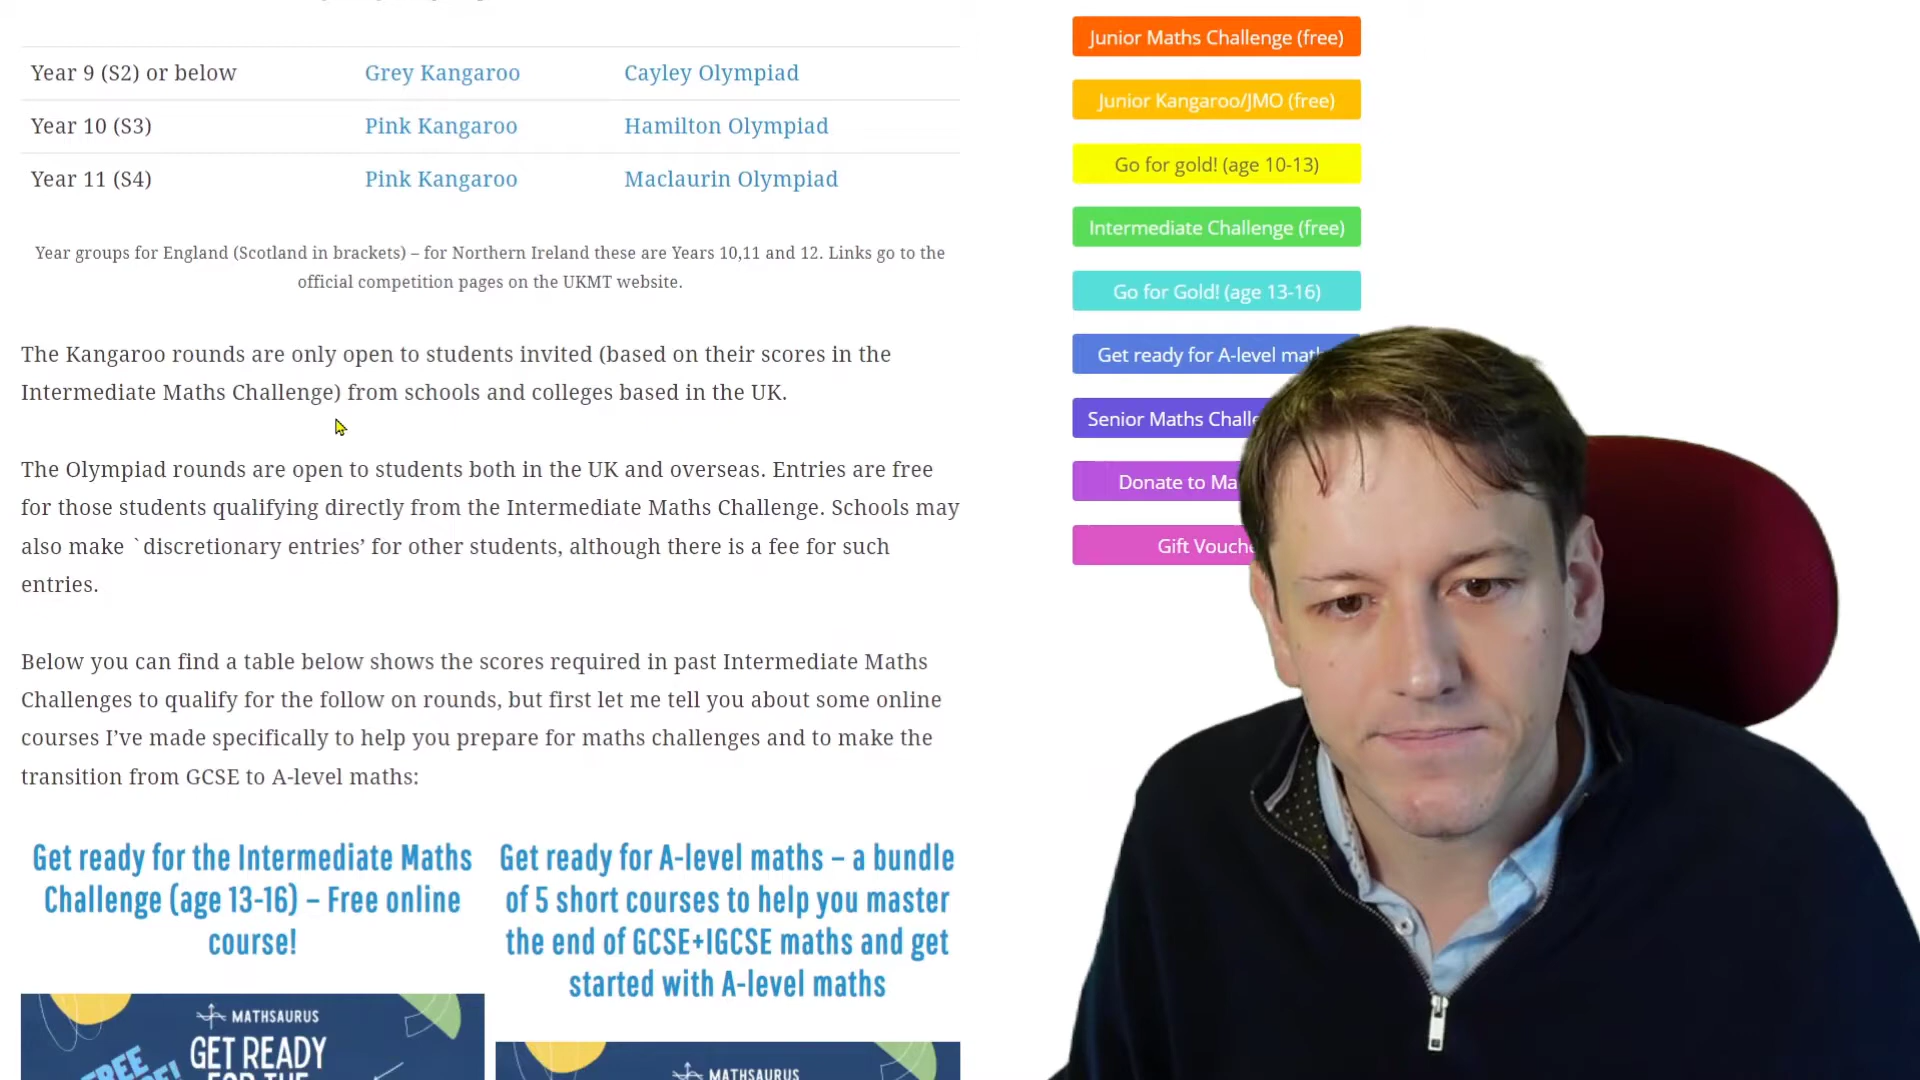 Year 9 (S2) or below Grey Kangaroo Cayley Olympiad
Year 10 (S3) Pink Kangaroo Hamilton Olympiad
Year 11 (S4) Pink Kangaroo Maclaurin Olympiad
Year groups for England (Scotland in brackets) – for Northern Ireland these are Years 10,11 and 12. Links go to the
official competition pages on the UKMT website.
The Kangaroo rounds are only open to students invited (based on their scores in the
Intermediate Maths Challenge) from schools and colleges based in the UK.
The Olympiad rounds are open to students both in the UK and overseas. Entries are free
for those students qualifying directly from the Intermediate Maths Challenge. Schools may
also make `discretionary entries’ for other students, although there is a fee for such
entries.
Below you can find a table below shows the scores required in past Intermediate Maths
Challenges to qualify for the follow on rounds, but first let me tell you about some online
courses I’ve made specifically to help you prepare for maths challenges and to make the
transition from GCSE to A-level maths:
Get ready for the Intermediate Maths
Challenge (age 13-16) – Free online
course!
Get ready for A-level maths – a bundle
of 5 short courses to help you master
the end of GCSE+IGCSE maths and get
started with A-level maths
MATHSAURUS
GET READY
FOR THE
FREE
MATHSAURUS
Junior Maths Challenge (free)
Junior Kangaroo/JMO (free)
Go for gold! (age 10-13)
Intermediate Challenge (free)
Go for Gold! (age 13-16)
Get ready for A-level
Senior Maths
Donate to
Gift